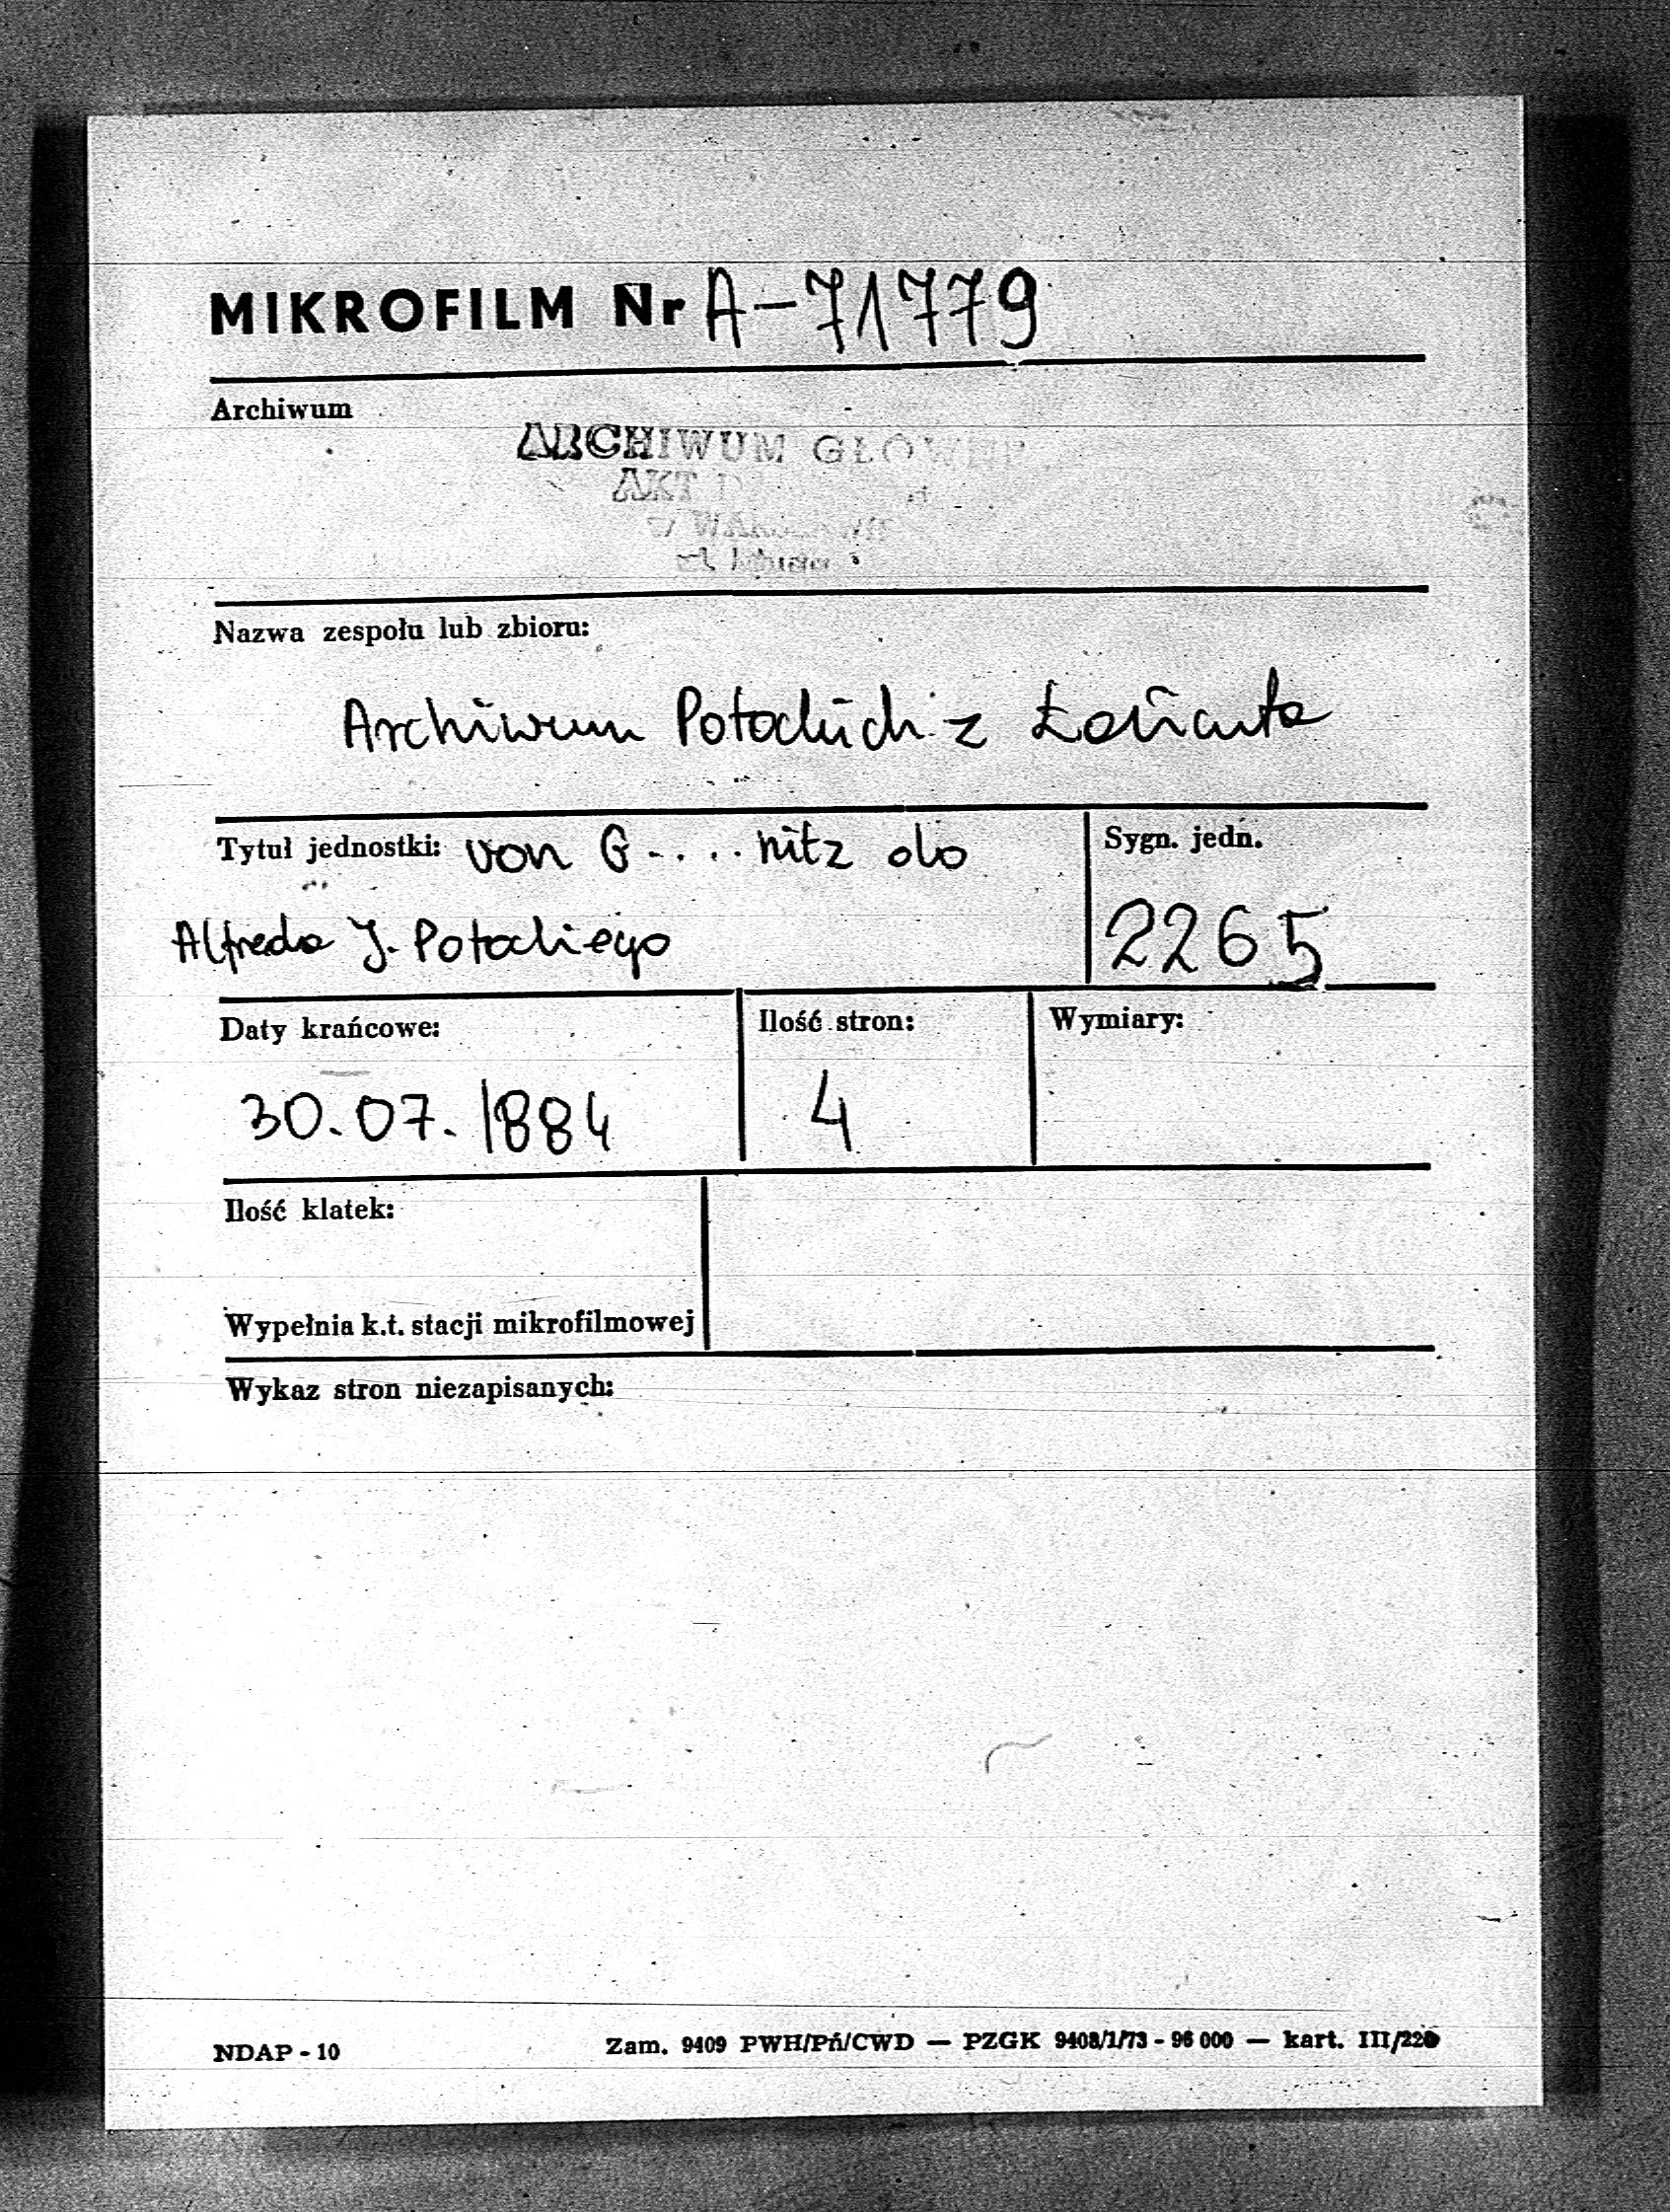 MIKROFILM Nr A-71779
Archiwum
ARCHIWUM
AKT
Nazwa zespołu lub zbioru:
Archiwum Potockich z Łańcuta
Tytuł jednostki: von G-....nitz do
Sygn. jedn.
Alfreda J. Potockiego
2265
Daty krańcowe:
Ilość stron:
Wymiary:
30.07.1884
4
Ilość klatek:
Wypełnia k.t. stacji mikrofilmowej
Wykaz stron niezapisanych:
NDAP - 10
Zam. 9409 PWH/Pń/CWD — PZGK 9408/1/73 - 96 000 — kart. III/220